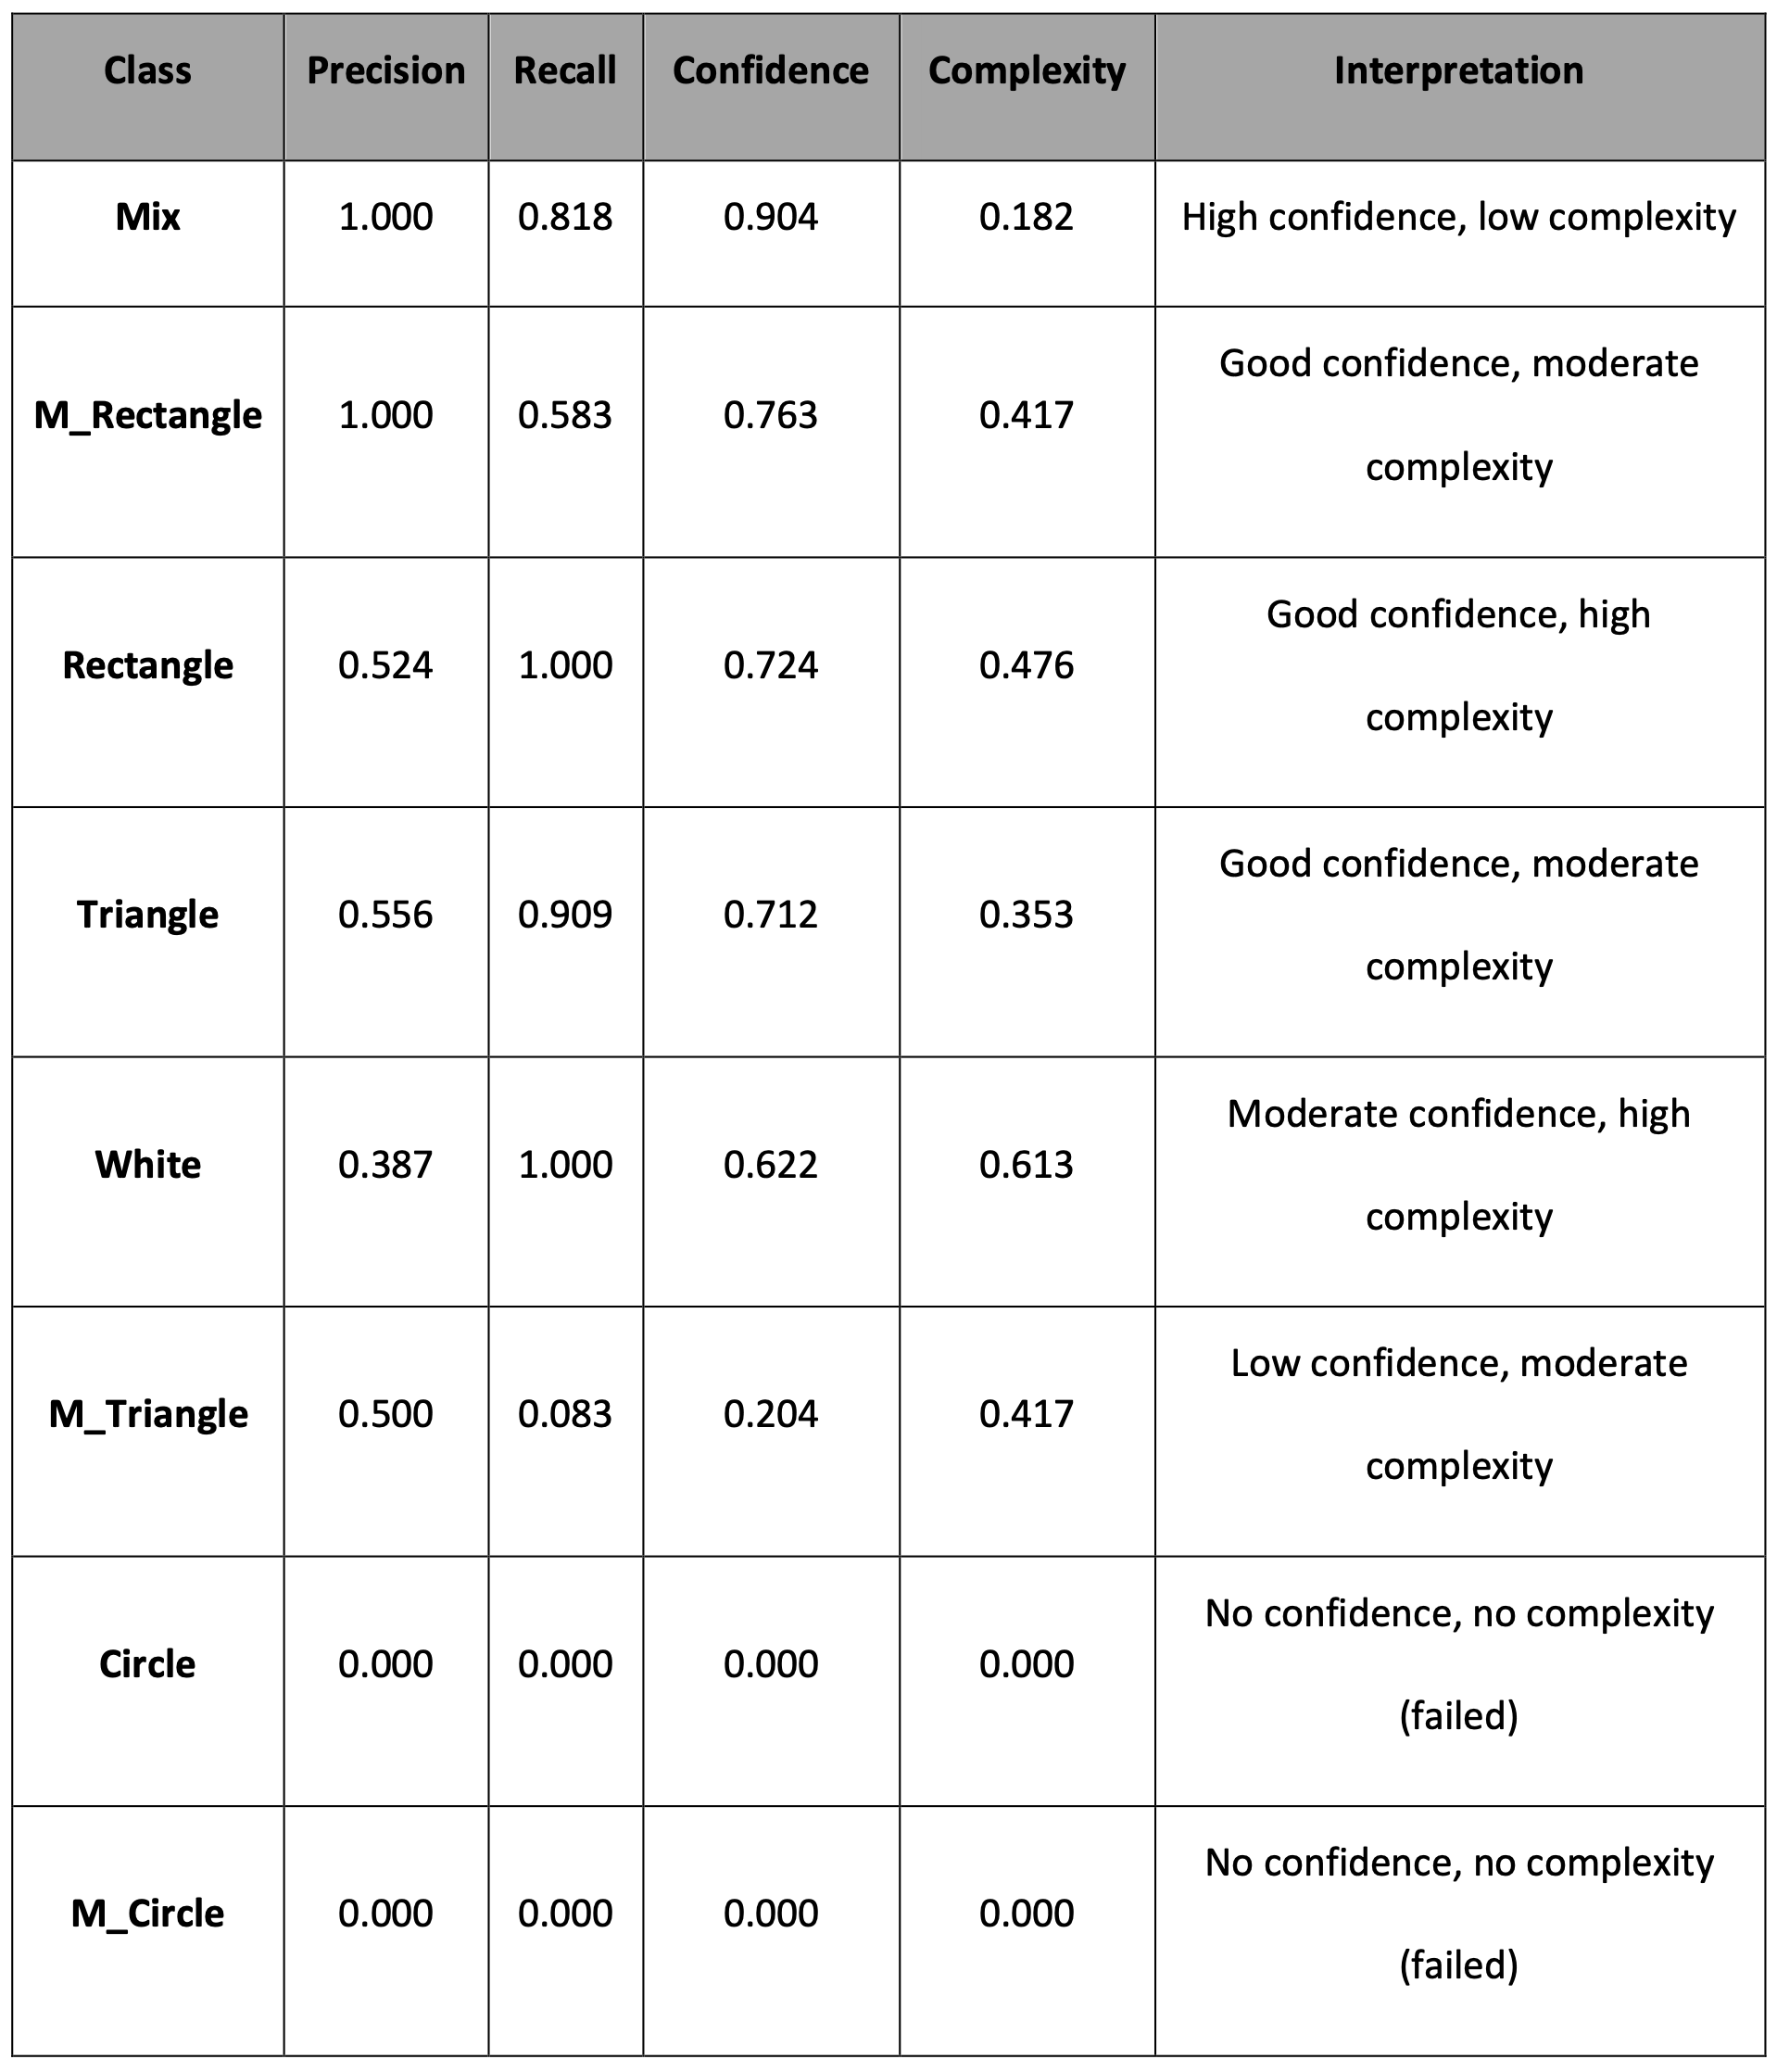 Class Precision Recall Confidence Complexity Interpretation
Mix 1.000 0.818 0.904 0.182 High confidence, low complexity
M_Rectangle 1.000 0.583 0.763 0.417 Good confidence, moderate
complexity
Rectangle 0.524 1.000 0.724 0.476 Good confidence, high
complexity
Triangle 0.556 0.909 0.712 0.353 Good confidence, moderate
complexity
White 0.387 1.000 0.622 0.613 Moderate confidence, high
complexity
M_Triangle 0.500 0.083 0.204 0.417 Low confidence, moderate
complexity
Circle 0.000 0.000 0.000 0.000 No confidence, no complexity
(failed)
M_Circle 0.000 0.000 0.000 0.000 No confidence, no complexity
(failed)